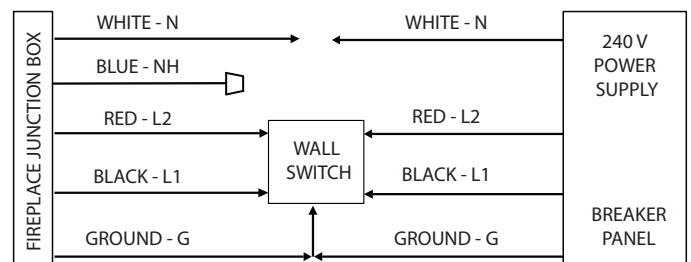 FIREPLACE JUNCTION BOX
WHITE - N
BLUE - NH
RED - L2
BLACK - L1
GROUND - G
WALL
SWITCH
WHITE - N
RED - L2
BLACK - L1
GROUND - G
240 V
POWER
SUPPLY
BREAKER
PANEL